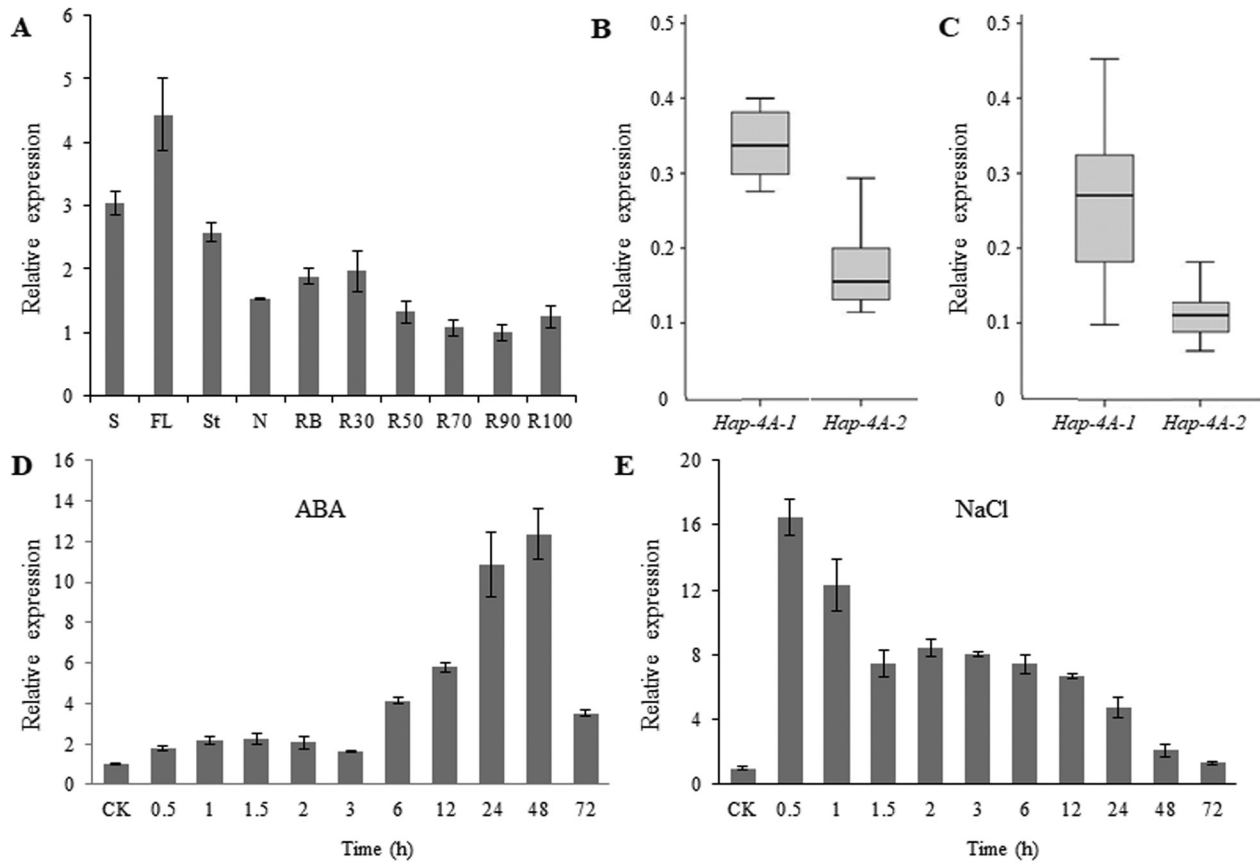 A
Relative expression
6
5
4
3
2
1
0
S FL St N RB R30 R50 R70 R90 R100
B
Relative expression
0.5
0.4
0.3
0.2
0.1
0
Hap-4A-1 Hap-4A-2
C
Relative expression
0.5
0.4
0.3
0.2
0.1
0
Hap-4A-1 Hap-4A-2
D
ABA
Relative expression
16
14
12
10
8
6
4
2
0
CK 0.5 1 1.5 2 3 6 12 24 48 72
Time (h)
E
NaCl
Relative expression
20
16
12
8
4
0
CK 0.5 1 1.5 2 3 6 12 24 48 72
Time (h)